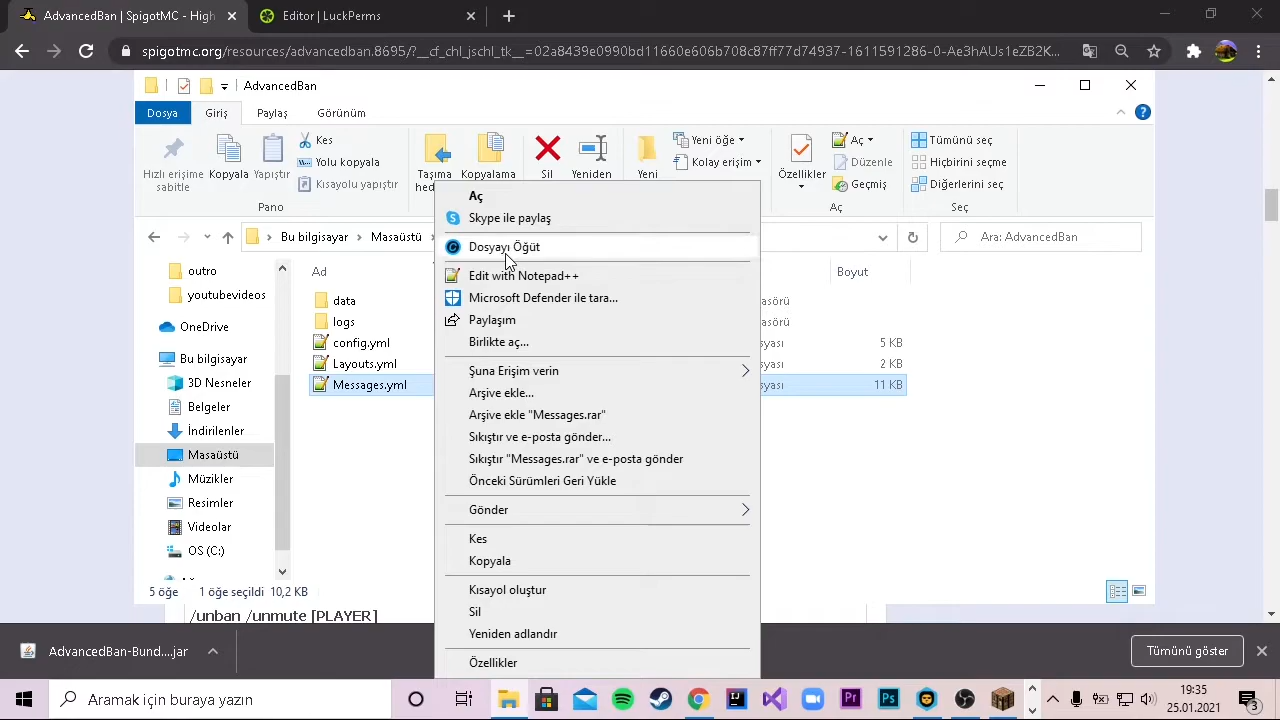 AdvancedBan | SpigotMC - High
Editor | LuckPerms
spigotmc.org/resources/advancedban.8695/?__cf_chl_jschl_tk__=02a8439e0990bd11660e606b708c87ff77d74937-1611591286-0-Ae3hAUs1eZB2K...
AdvancedBan
Dosya
Giriş
Paylaş
Görünüm
Hızlı erişime sabitle
Kopyala
Yapıştır
Kes
Yolu kopyala
Kısayolu yapıştır
Taşıma
Kopyalama
Sil
Yeniden
Yeni
Yeni öğe
Kolay erişim
Özellikler
Aç
Düzenle
Geçmiş
Tümünü seç
Hiçbirini seçme
Diğerlerini seç
Pano
Aç
Seç
Bu bilgisayar
Masaüstü
Ara: AdvancedBan
Ad
Boyut
outro
youtubevideos
OneDrive
Bu bilgisayar
3D Nesneler
Belgeler
İndirilenler
Masaüstü
Müzikler
Resimler
Videolar
OS (C:)
data
logs
config.yml
5 KB
Layouts.yml
2 KB
Messages.yml
11 KB
Aç
Skype ile paylaş
Dosyayı Öğüt
Edit with Notepad++
Microsoft Defender ile tara...
Paylaşım
Birlikte aç...
Şuna Erişim verin
Arşive ekle...
Arşive ekle "Messages.rar"
Sıkıştır ve e-posta gönder...
Sıkıştır "Messages.rar" ve e-posta gönder
Önceki Sürümleri Geri Yükle
Gönder
Kes
Kopyala
Kısayol oluştur
Sil
Yeniden adlandır
Özellikler
5 öğe
1 öğe seçildi 10,2 KB
/unban /unmute [PLAYER]
AdvancedBan-Bund....jar
Tümünü göster
Aramak için buraya yazın
19:35
25.01.2021
3